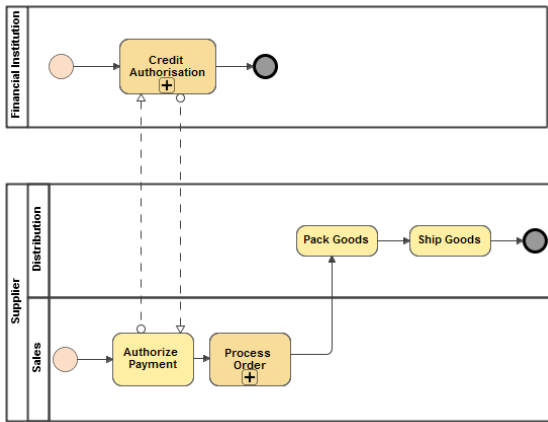 Financial Institution
Credit
Authorisation
Supplier
Distribution
Pack Goods
Ship Goods
Sales
Authorize
Payment
Process
Order